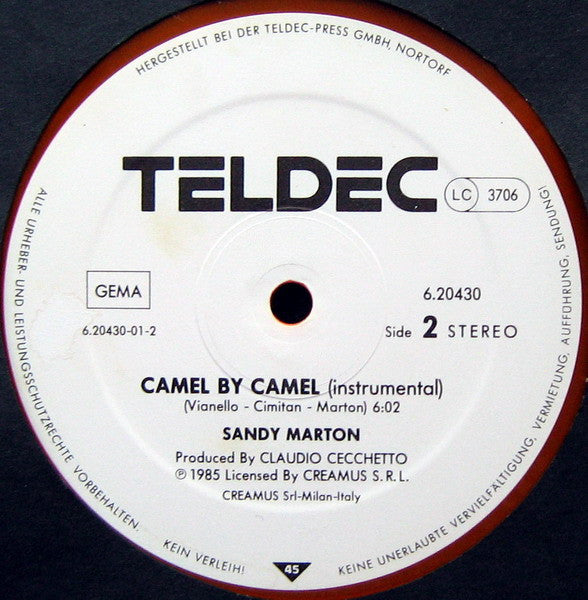 HERGESTELLT BEI DER TELDEC-PRESS GMBH, NORTORF
TELDEC
LC 3706
GEMA
6.20430
6.20430-01-2
Side 2 STEREO
CAMEL BY CAMEL (instrumental)
(Vianello - Cimitan - Marton) 6:02
SANDY MARTON
Produced By CLAUDIO CECCHETTO
℗ 1985 Licensed By CREAMUS S.R.L.
CREAMUS Srl-Milan-Italy
45
ALLE URHEBER- UND LEISTUNGSSCHUTZRECHTE VORBEHALTEN.
KEIN VERLEIH!
KEINE UNERLAUBTE VERVIELFÄLTIGUNG, VERMIETUNG, AUFFÜHRUNG, SENDUNG!